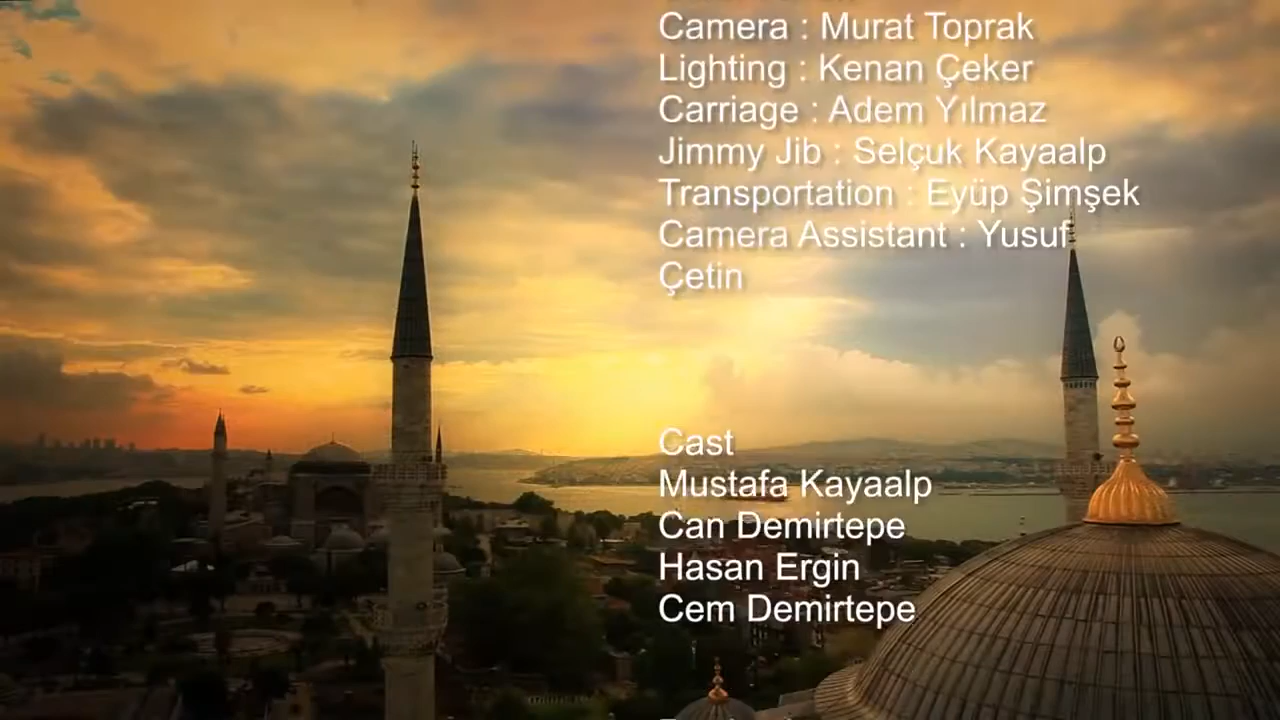 Camera : Murat Toprak
Lighting : Kenan Çeker
Carriage : Adem Yılmaz
Jimmy Jib : Selçuk Kayaalp
Transportation : Eyüp Şimşek
Camera Assistant : Yusuf
Çetin
Cast
Mustafa Kayaalp
Can Demirtepe
Hasan Ergin
Cem Demirtepe